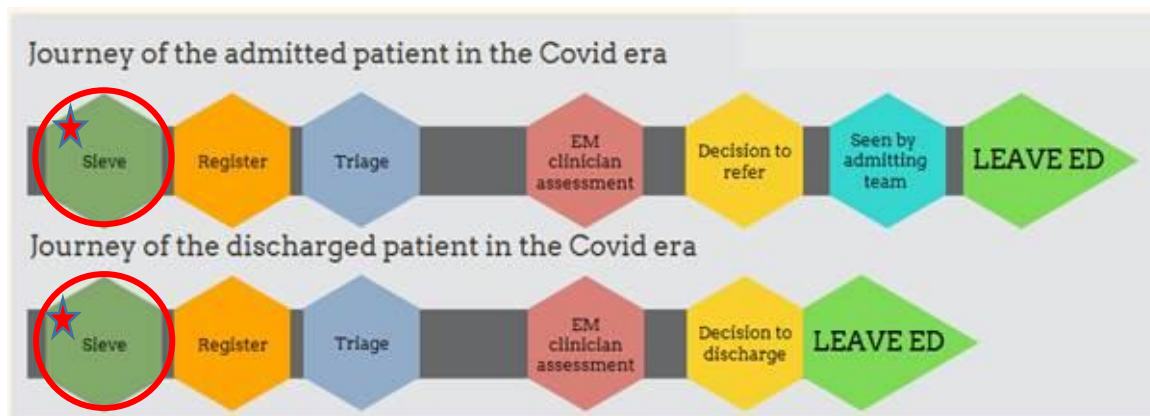 Journey of the admitted patient in the Covid era
Sieve
Register
Triage
EM
clinician
assessment
Decision to
refer
Seen by
admitting
team
LEAVE ED
Journey of the discharged patient in the Covid era
Sieve
Register
Triage
EM
clinician
assessment
Decision to
discharge
LEAVE ED